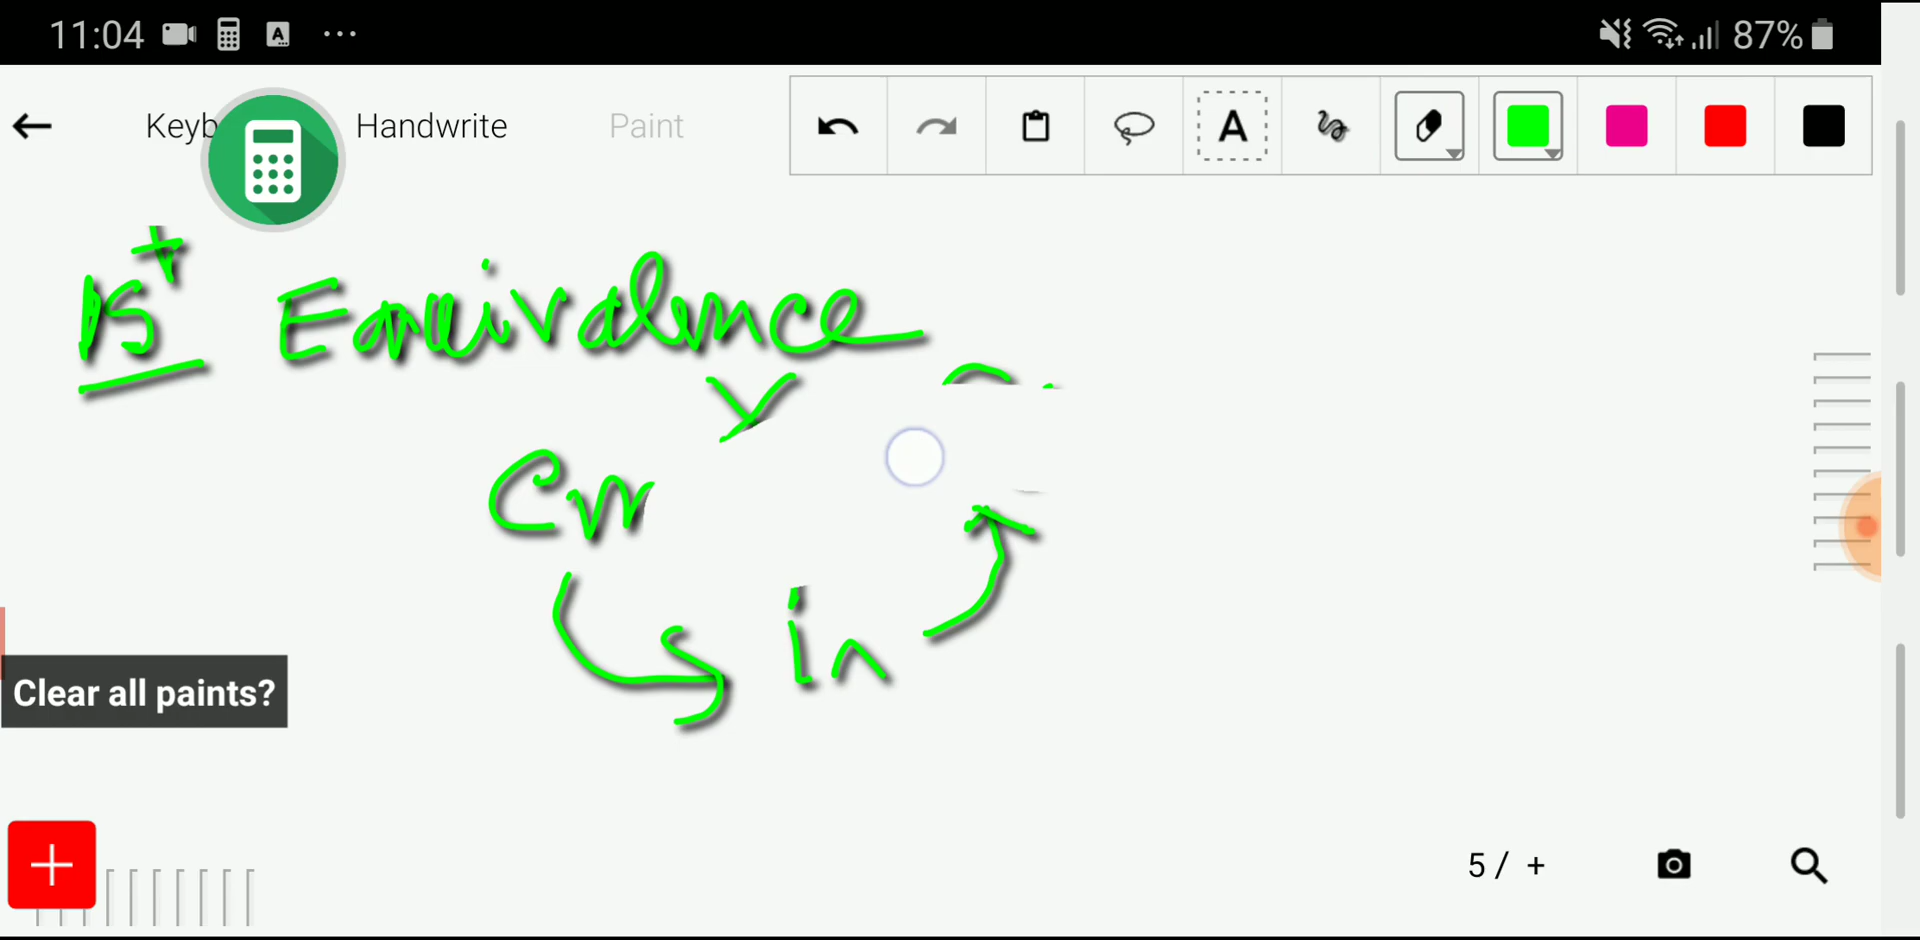 11:04 87%
Keyb Handwrite Paint A
1st Equivalence
cm
in
Clear all paints?
5 / +